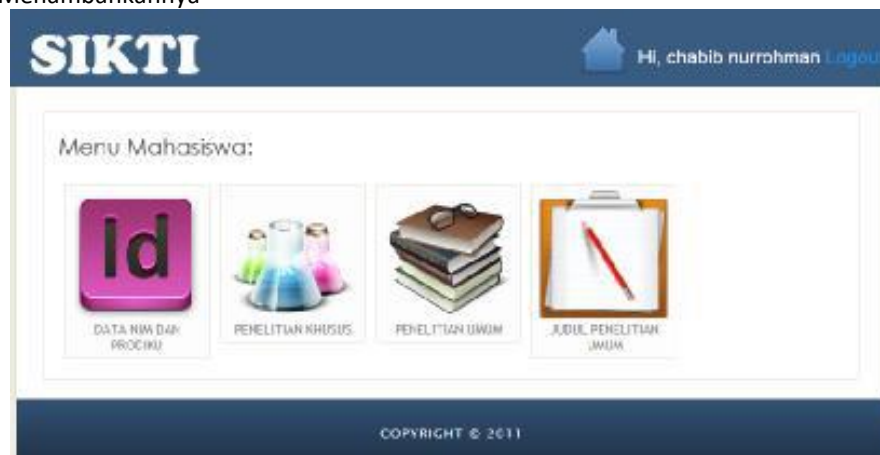 SIKTI
Hi, chabib nurrohman Logout
Menu Mahasiswa:
Id
DATA NIM DAN
PRODIKU
PENELITIAN KHUSUS
PENELITIAN UMUM
JUDUL PENELITIAN
UMUM
COPYRIGHT © 2011